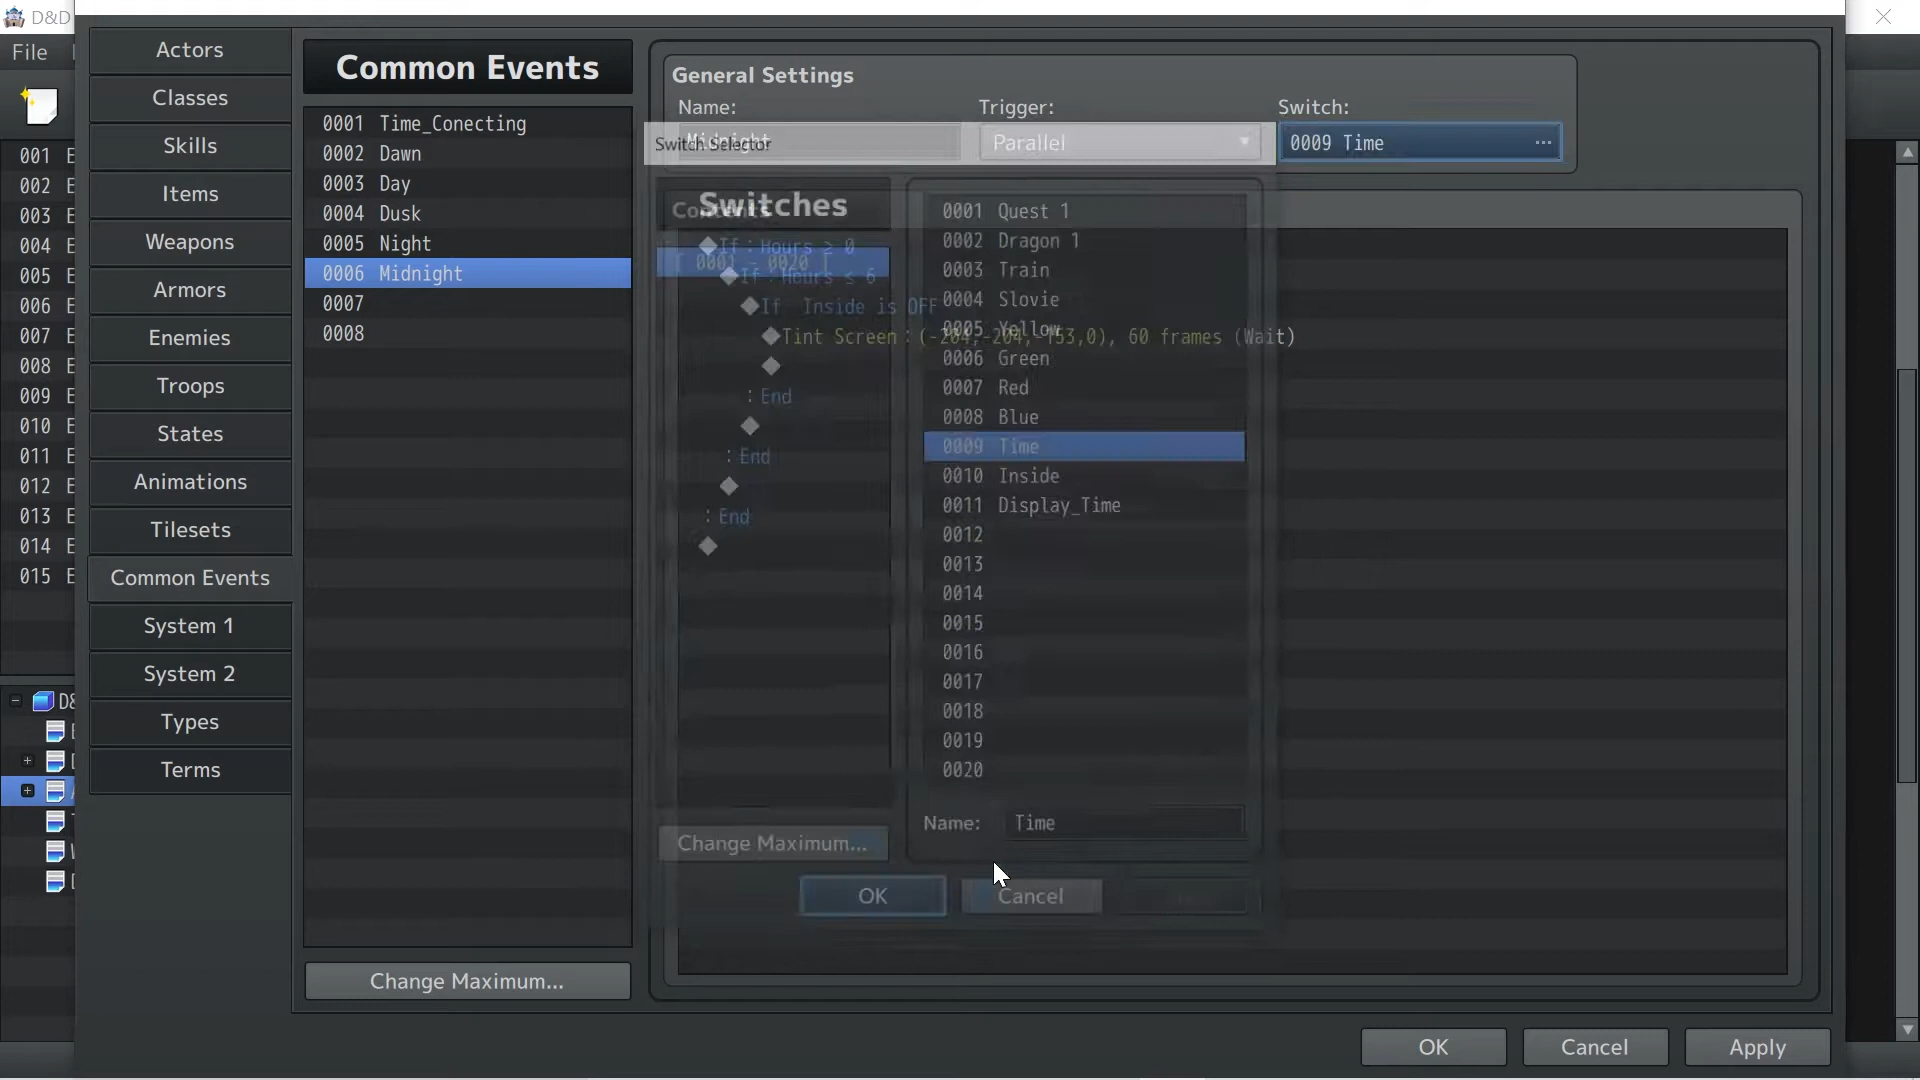 D&D
File
001 E
002 E
003 E
004 E
005 E
006 E
007 E
008 E
009 E
010 E
011 E
012 E
013 E
014 E
015 E
D&
Actors
Classes
Skills
Items
Weapons
Armors
Enemies
Troops
States
Animations
Tilesets
Common Events
System 1
System 2
Types
Terms
Common Events
0001 Time_Conecting
0002 Dawn
0003 Day
0004 Dusk
0005 Night
0006 Midnight
0007
0008
Change Maximum...
General Settings
Name:
Trigger:
Switch:
Midnight
Parallel
0009 Time
...
Contents
◆If : Hours ≥ 0
◆If : Hours ≤ 6
◆If Inside is OFF
◆Tint Screen : (-204,-204,-153,0), 60 frames (Wait)
◆
: End
◆
: End
◆
: End
◆
Switch Selector
Switches
[ 0001 - 0020 ]
0001 Quest 1
0002 Dragon 1
0003 Train
0004 Slovie
0005 Yellow
0006 Green
0007 Red
0008 Blue
0009 Time
0010 Inside
0011 Display_Time
0012
0013
0014
0015
0016
0017
0018
0019
0020
Name: Time
Change Maximum...
OK
Cancel
OK
Cancel
Apply